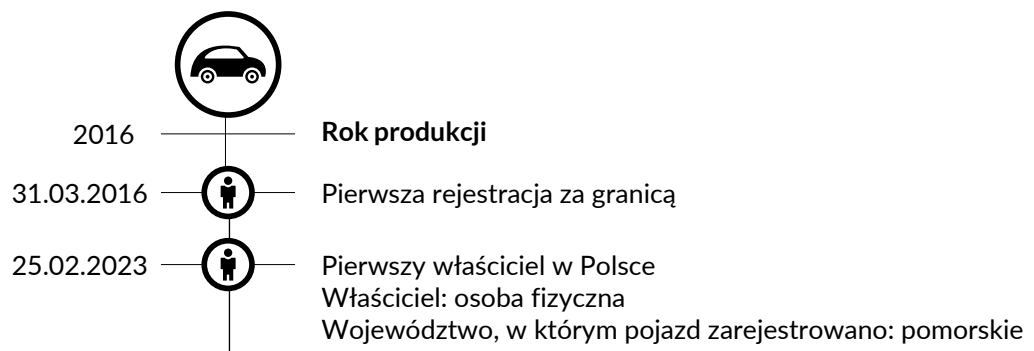 2016 Rok produkcji
31.03.2016 Pierwsza rejestracja za granicą
25.02.2023 Pierwszy właściciel w Polsce
Właściciel: osoba fizyczna
Województwo, w którym pojazd zarejestrowano: pomorskie